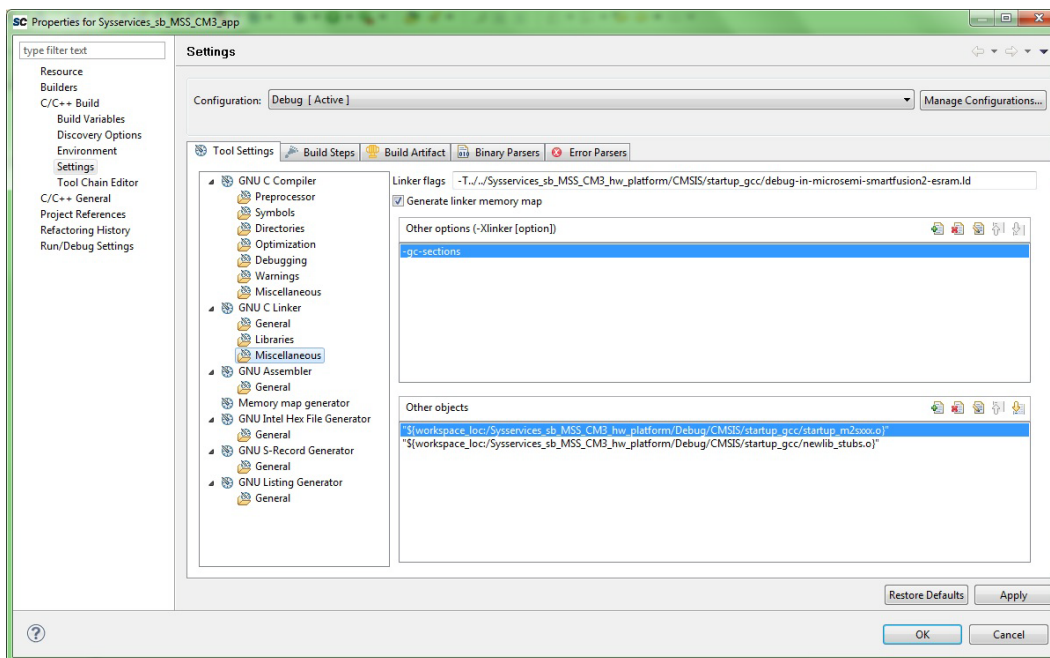 SC Properties for Sysservices_sb_MSS_CM3_app
type filter text
Resource
Builders
C/C++ Build
Build Variables
Discovery Options
Environment
Settings
Tool Chain Editor
C/C++ General
Project References
Refactoring History
Run/Debug Settings
Settings
Configuration: Debug [ Active ]
Manage Configurations...
Tool Settings Build Steps Build Artifact Binary Parsers Error Parsers
GNU C Compiler
Preprocessor
Symbols
Directories
Optimization
Debugging
Warnings
Miscellaneous
GNU C Linker
General
Libraries
Miscellaneous
GNU Assembler
General
Memory map generator
GNU Intel Hex File Generator
General
GNU S-Record Generator
General
GNU Listing Generator
General
Linker flags -T../../Sysservices_sb_MSS_CM3_hw_platform/CMSIS/startup_gcc/debug-in-microsemi-smartfusion2-esram.ld
Generate linker memory map
Other options (-Xlinker [option])
-gc-sections
Other objects
"${workspace_loc:/Sysservices_sb_MSS_CM3_hw_platform/Debug/CMSIS/startup_gcc/startup_m2sxxx.o}"
"${workspace_loc:/Sysservices_sb_MSS_CM3_hw_platform/Debug/CMSIS/startup_gcc/newlib_stubs.o}"
Restore Defaults Apply
? OK Cancel